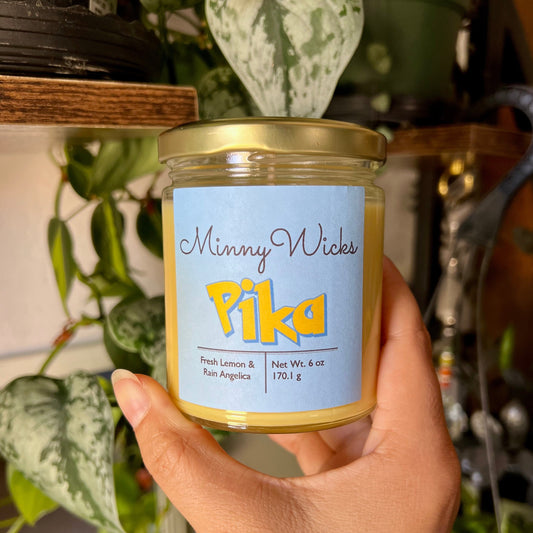 Minny Wicks
Pika
Fresh Lemon &
Rain Angelica
Net Wt. 6 oz
170.1 g